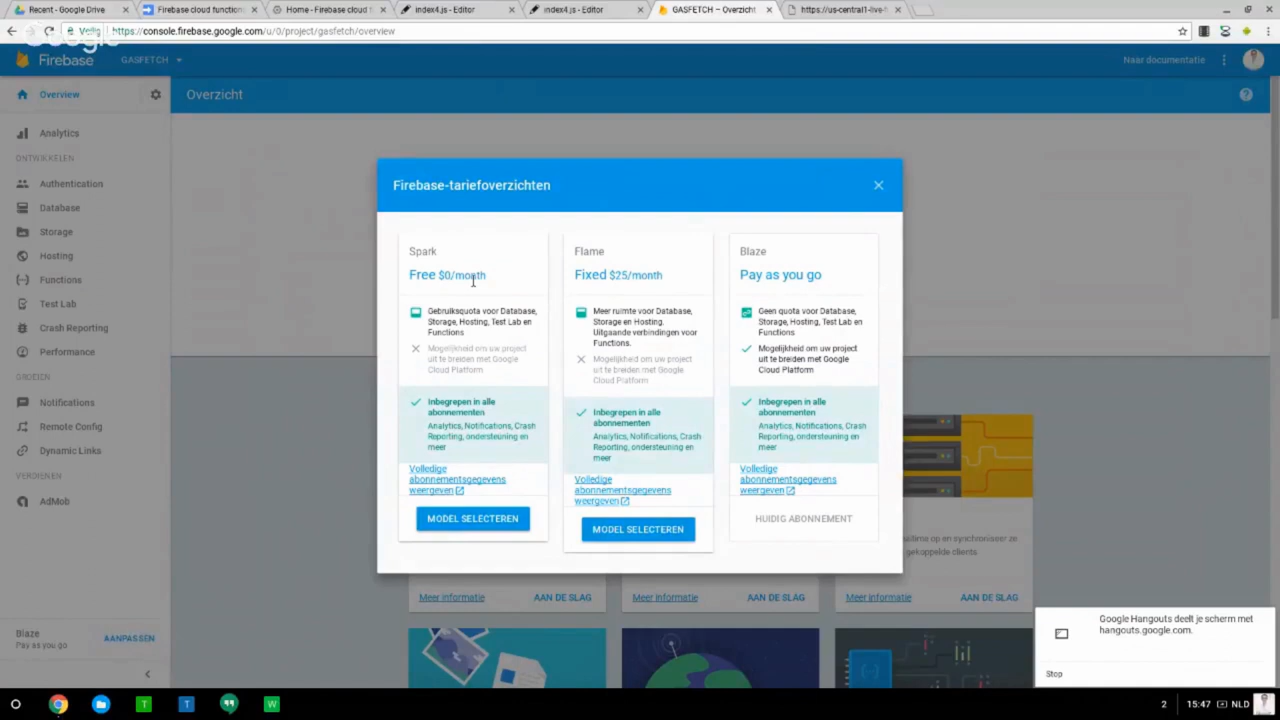 Recent - Google Drive
Firebase cloud function
Home - Firebase cloud f
index4.js - Editor
index4.js - Editor
GASFETCH – Overzicht
https://us-central1-live-f
Veilig
https://console.firebase.google.com/u/0/project/gasfetch/overview
Google
Firebase
GASFETCH
Naar documentatie
Overview
Overzicht
Analytics
ONTWIKKELEN
Authentication
Database
Storage
Hosting
Functions
Test Lab
Crash Reporting
Performance
GROEIEN
Notifications
Remote Config
Dynamic Links
VERDIENEN
AdMob
Blaze
Pay as you go
AANPASSEN
Firebase-tariefoverzichten
Spark
Free $0/month
Gebruiksquota voor Database,
Storage, Hosting, Test Lab en
Functions
Mogelijkheid om uw project
uit te breiden met Google
Cloud Platform
Inbegrepen in alle
abonnementen
Analytics, Notifications, Crash
Reporting, ondersteuning en
meer
Volledige
abonnementsgegevens
weergeven
MODEL SELECTEREN
Flame
Fixed $25/month
Meer ruimte voor Database,
Storage en Hosting.
Uitgaande verbindingen voor
Functions.
Mogelijkheid om uw project
uit te breiden met Google
Cloud Platform
Inbegrepen in alle
abonnementen
Analytics, Notifications, Crash
Reporting, ondersteuning en
meer
Volledige
abonnementsgegevens
weergeven
MODEL SELECTEREN
Blaze
Pay as you go
Geen quota voor Database,
Storage, Hosting, Test Lab en
Functions
Mogelijkheid om uw project
uit te breiden met Google
Cloud Platform
Inbegrepen in alle
abonnementen
Analytics, Notifications, Crash
Reporting, ondersteuning en
meer
Volledige
abonnementsgegevens
weergeven
HUIDIG ABONNEMENT
ealtime op en synchroniseer ze
gekoppelde clients
Meer informatie
AAN DE SLAG
Meer informatie
AAN DE SLAG
Meer informatie
AAN DE SLAG
Google Hangouts deelt je scherm met
hangouts.google.com.
Stop
T
T
W
2
15:47
NLD